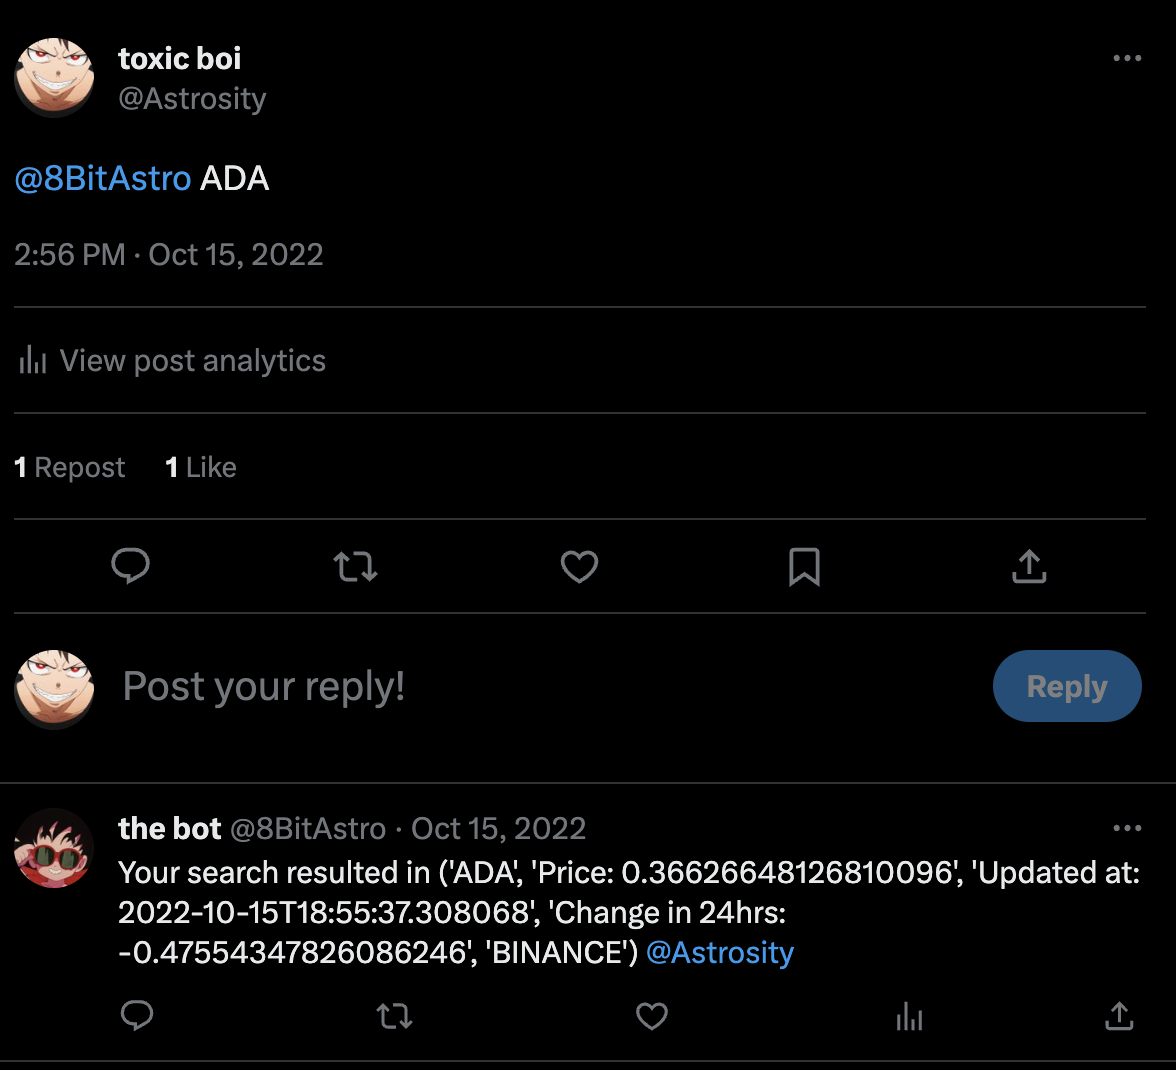 toxic boi
@Astrosity
@8BitAstro ADA
2:56 PM · Oct 15, 2022
View post analytics
1 Repost 1 Like
Post your reply!
Reply
the bot @8BitAstro · Oct 15, 2022
Your search resulted in ('ADA', 'Price: 0.36626648126810096', 'Updated at:
2022-10-15T18:55:37.308068', 'Change in 24hrs:
-0.47554347826086246', 'BINANCE') @Astrosity